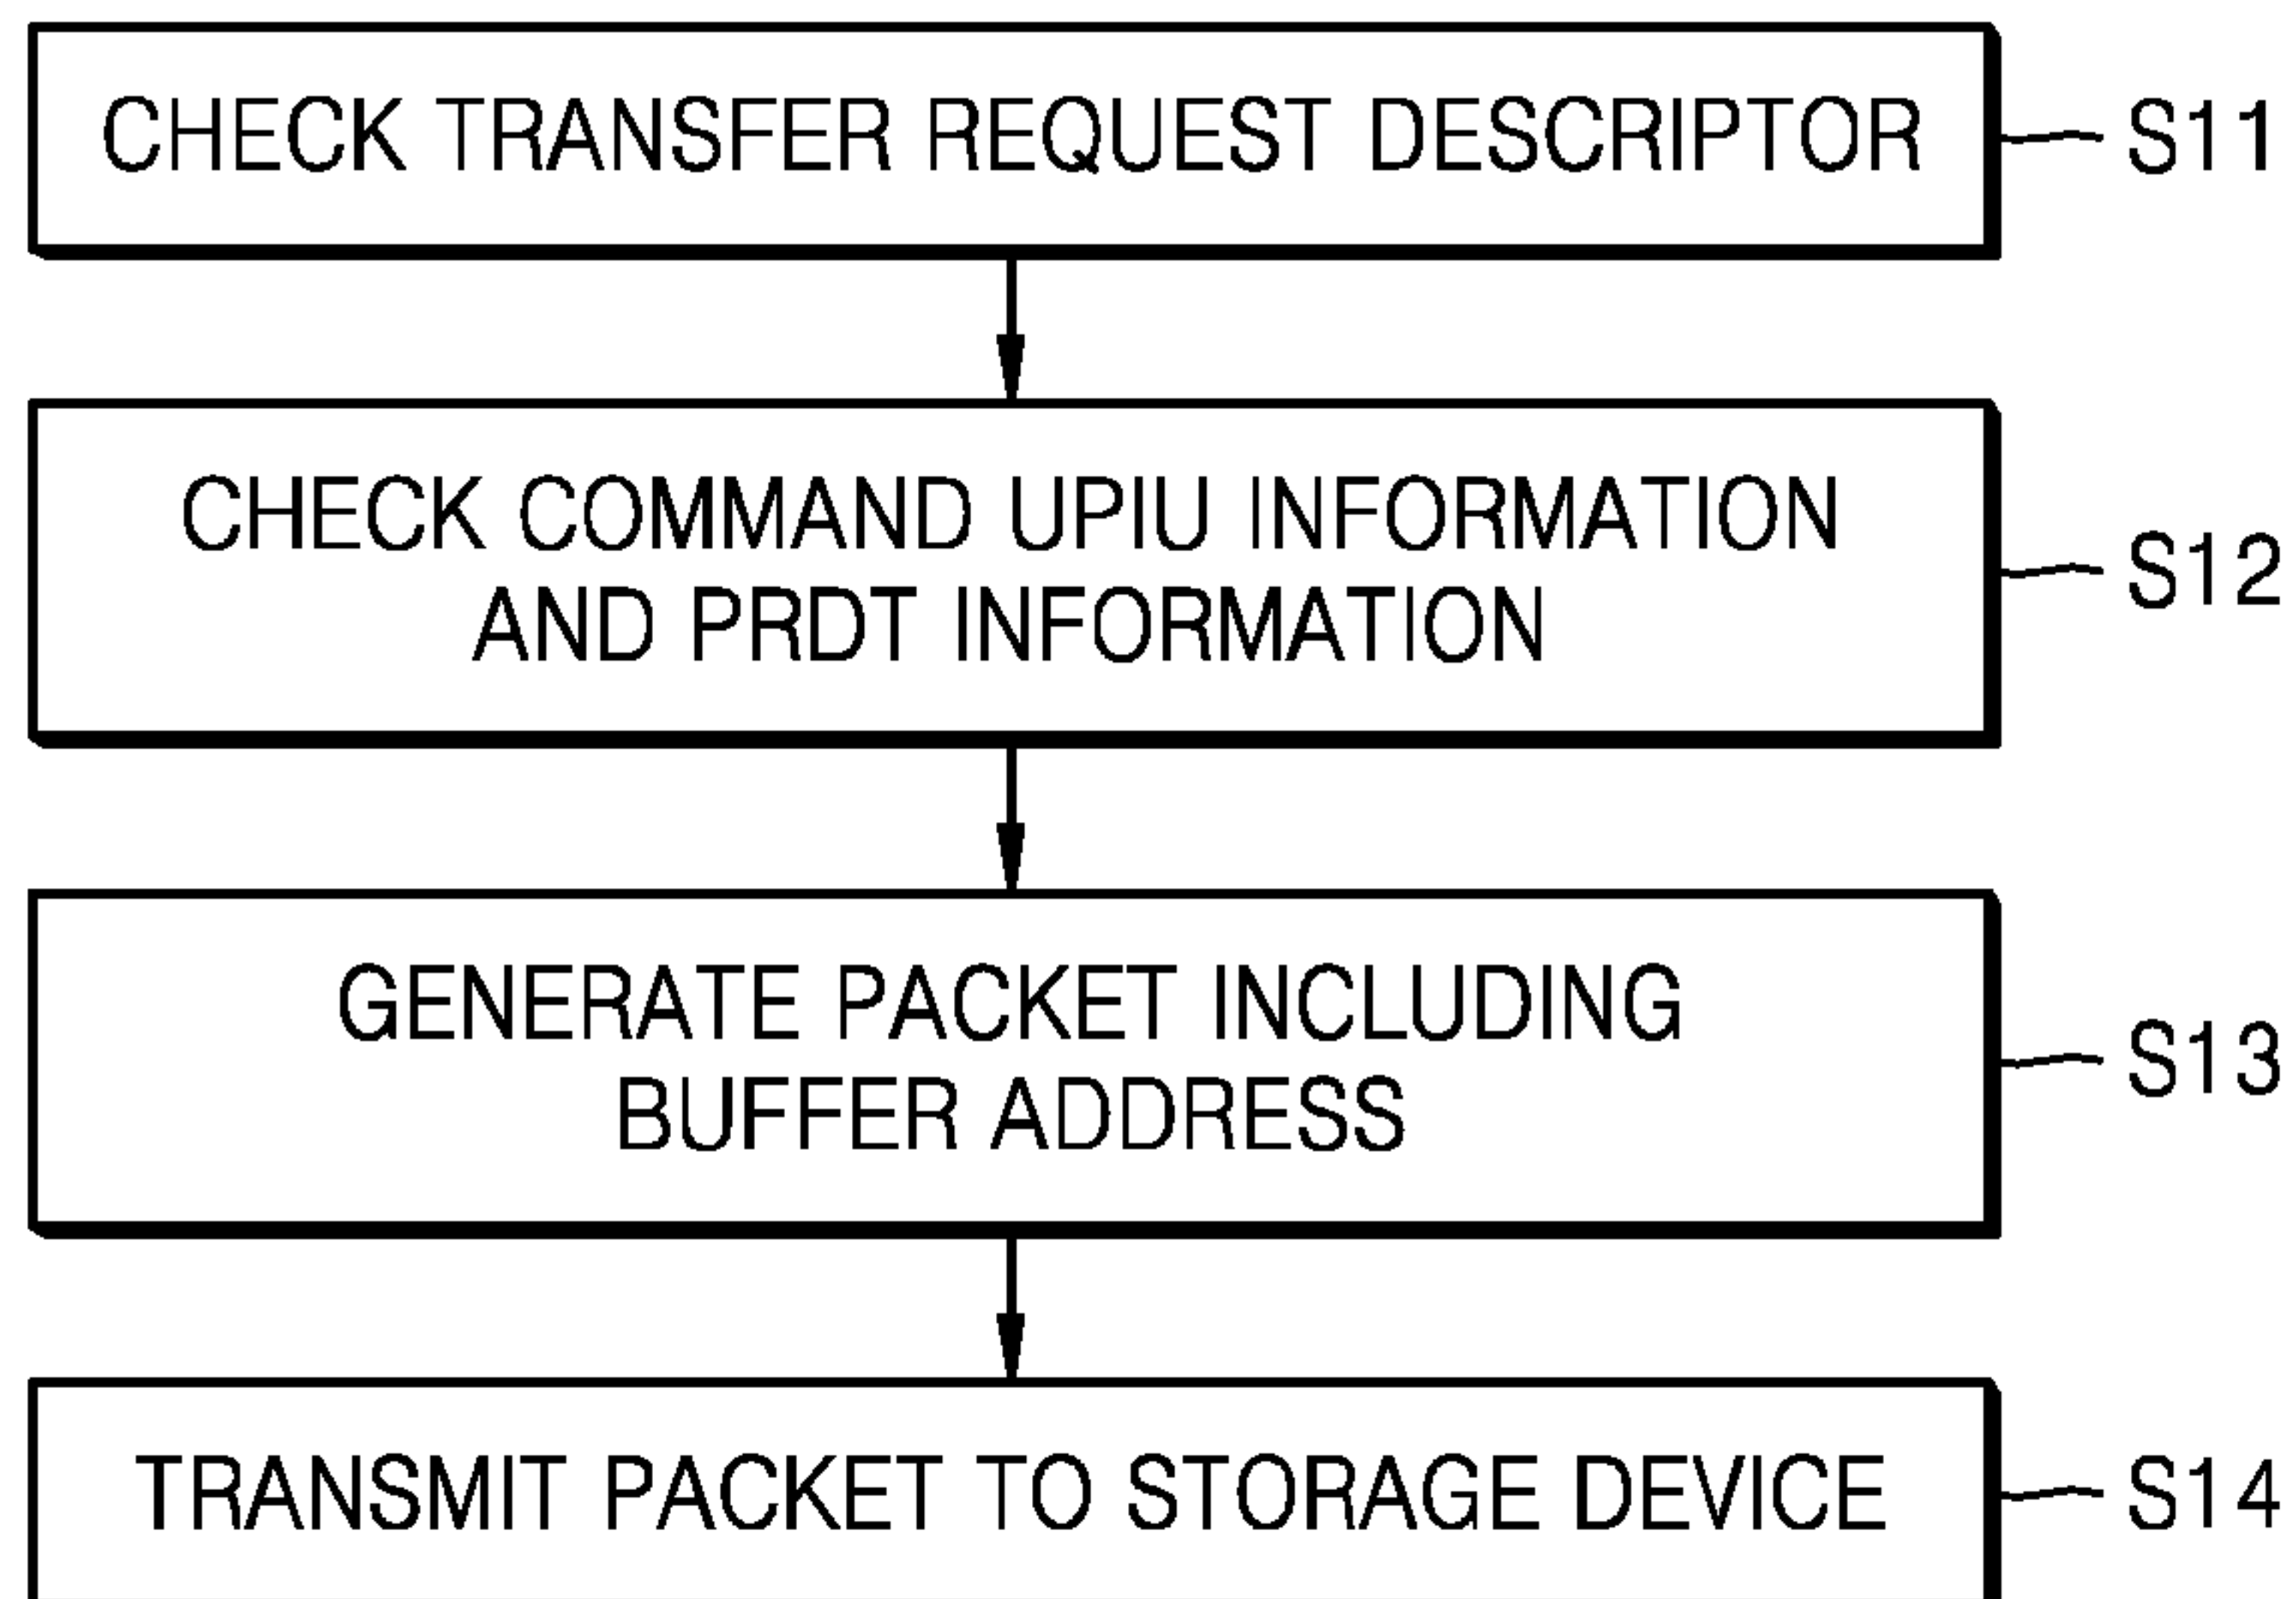 CHECK TRANSFER REQUEST DESCRIPTOR
S11
CHECK COMMAND UPIU INFORMATION
AND PRDT INFORMATION
S12
GENERATE PACKET INCLUDING
BUFFER ADDRESS
S13
TRANSMIT PACKET TO STORAGE DEVICE
S14